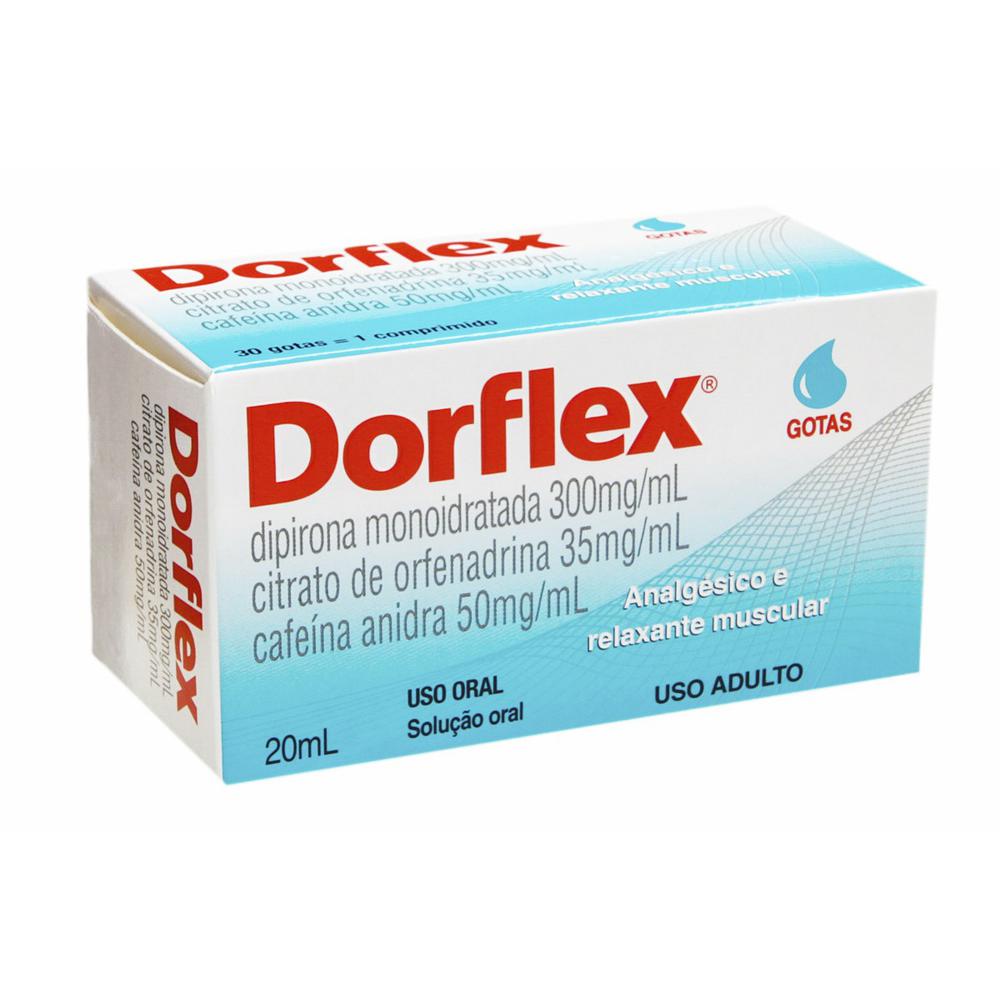 Dorflex
dipirona monoidratada 300mg/mL
citrato de orfenadrina 35mg/mL
cafeína anidra 50mg/mL
30 gotas = 1 comprimido
GOTAS
Analgésico e
relaxante muscular
Dorflex
dipirona monoidratada 300mg/mL
citrato de orfenadrina 35mg/mL
cafeína anidra 50mg/mL
Dorflex®
dipirona monoidratada 300mg/mL
citrato de orfenadrina 35mg/mL
cafeína anidra 50mg/mL
GOTAS
Analgésico e
relaxante muscular
USO ORAL
Solução oral
USO ADULTO
20mL